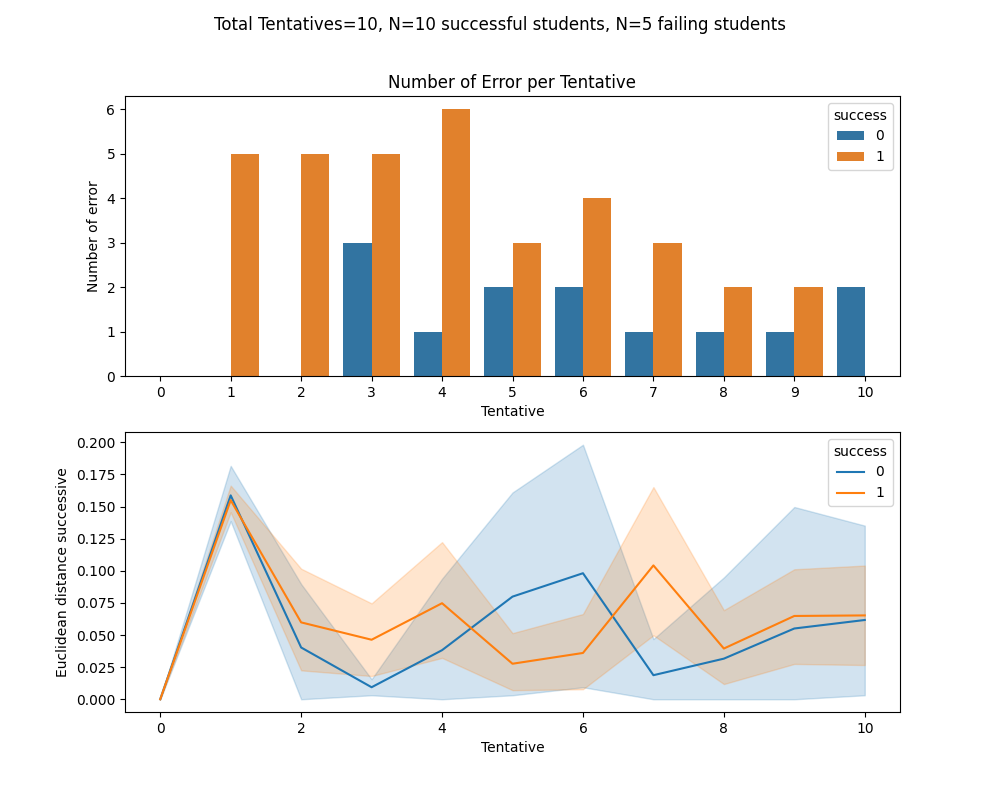 Total Tentatives=10, N=10 successful students, N=5 failing students
Number of Error per Tentative
Number of error
6
5
4
3
2
1
0
success
0
1
0 1 2 3 4 5 6 7 8 9 10
Tentative
Euclidean distance successive
0.200
0.175
0.150
0.125
0.100
0.075
0.050
0.025
0.000
success
0
1
0 2 4 6 8 10
Tentative